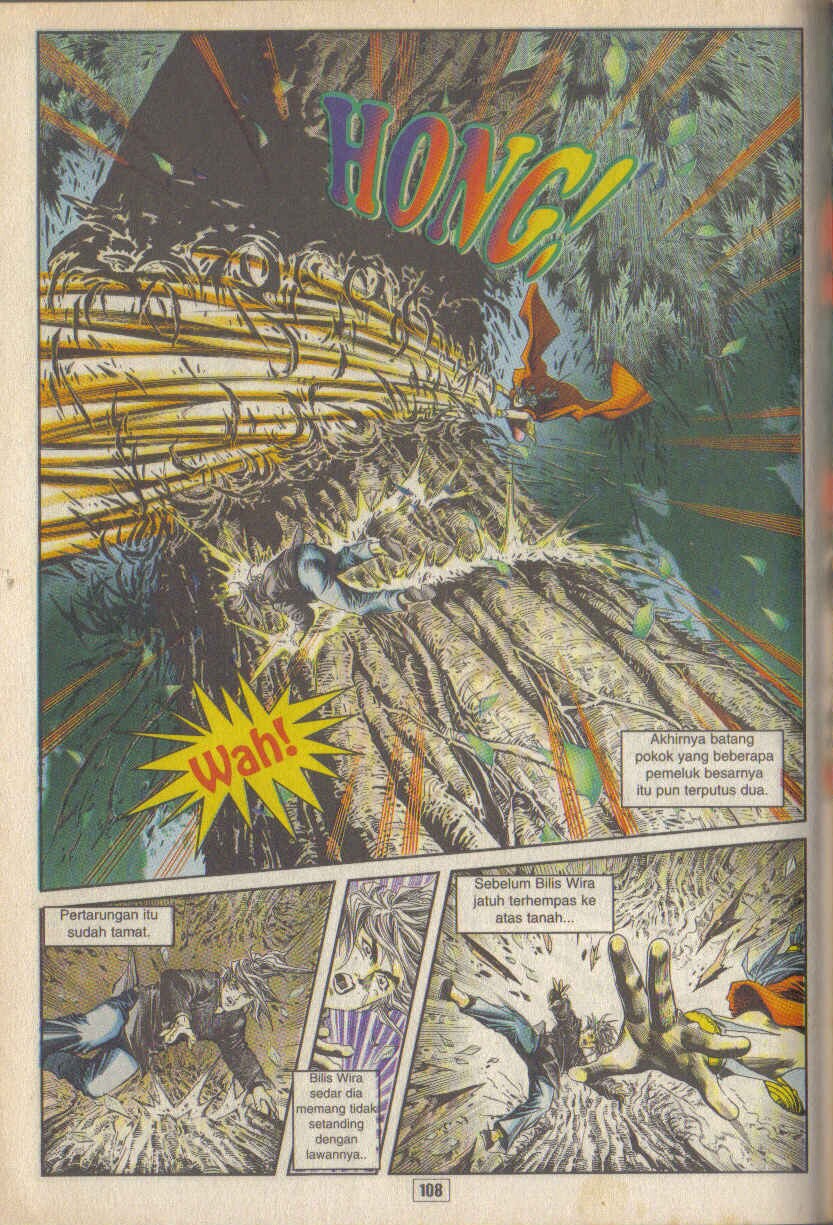 HONG!
Wah!
Akhirnya batang
pokok yang beberapa
pemeluk besarnya
itu pun terputus dua.
Pertarungan itu
sudah tamat.
Bilis Wira
sedar dia
memang tidak
setanding
dengan
lawannya..
Sebelum Bilis Wira
jatuh terhempas ke
atas tanah...
108